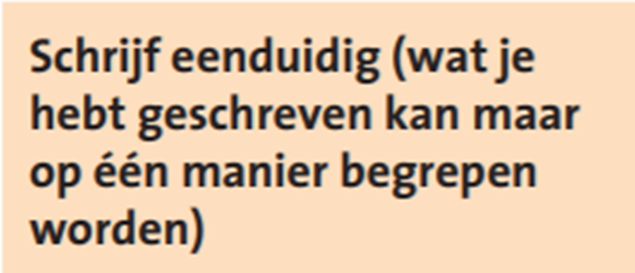 Schrijf eenduidig (wat je
hebt geschreven kan maar
op één manier begrepen
worden)